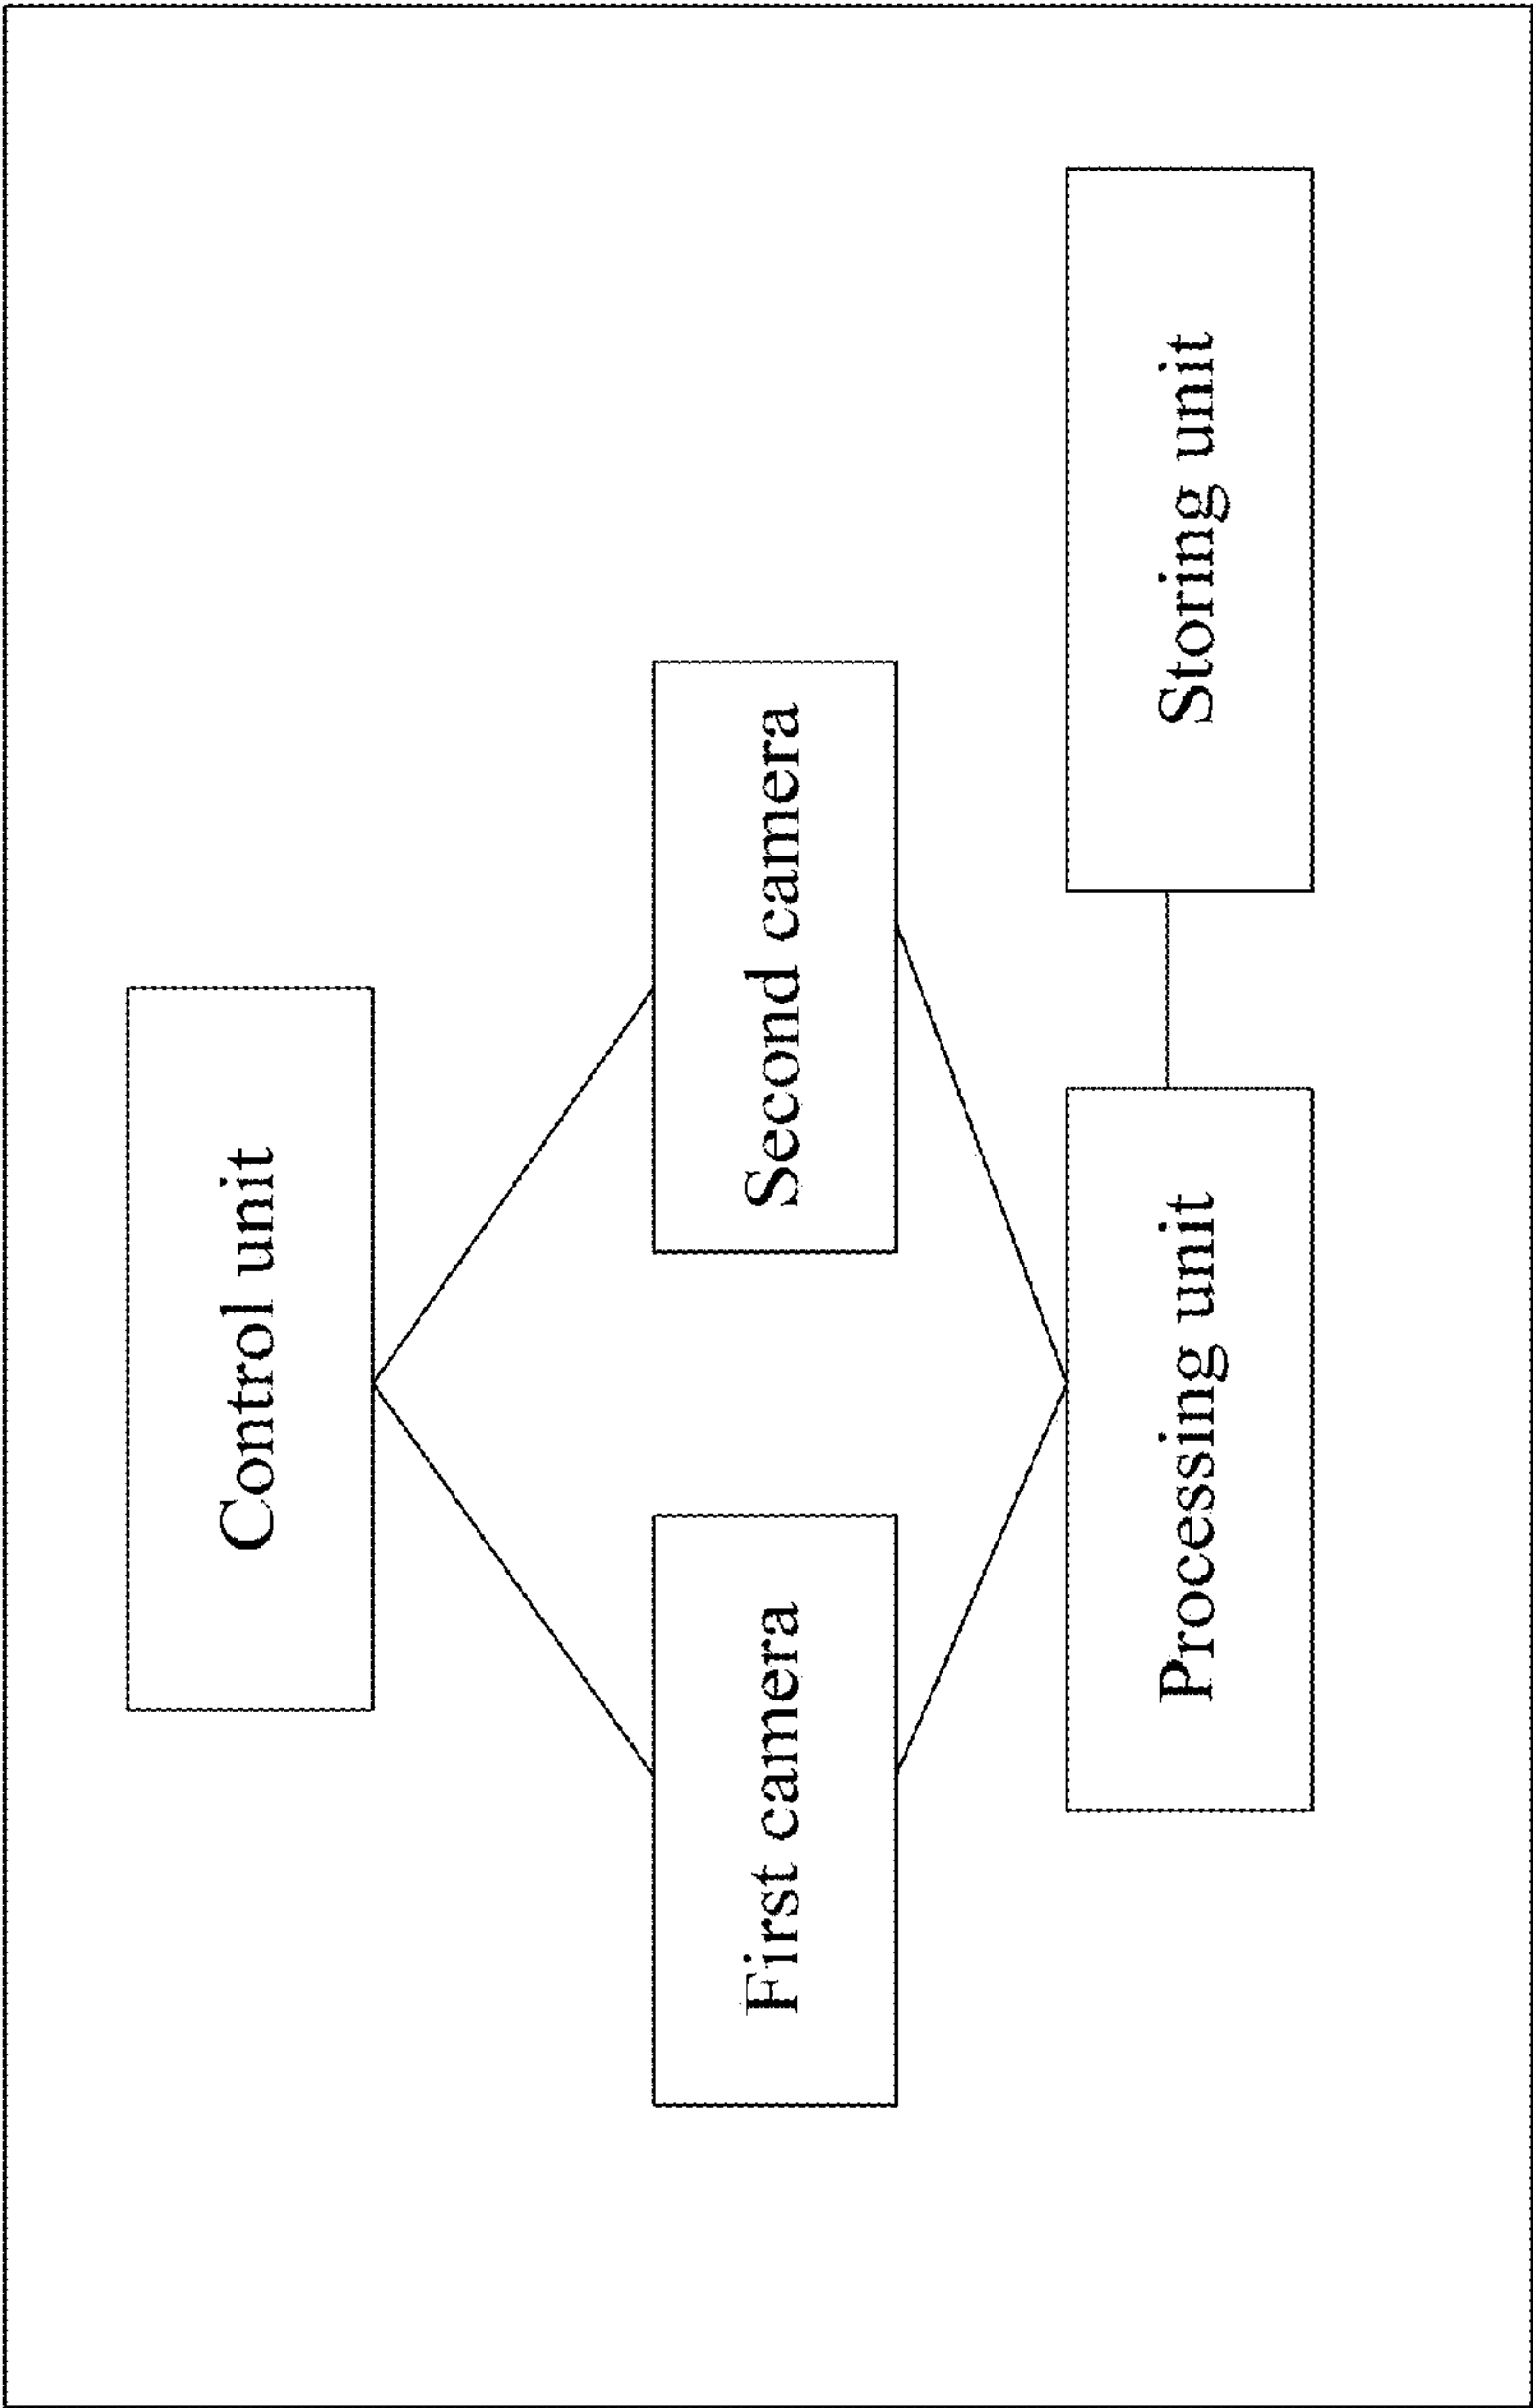 Control unit
First camera
Second camera
Processing unit
Storing unit